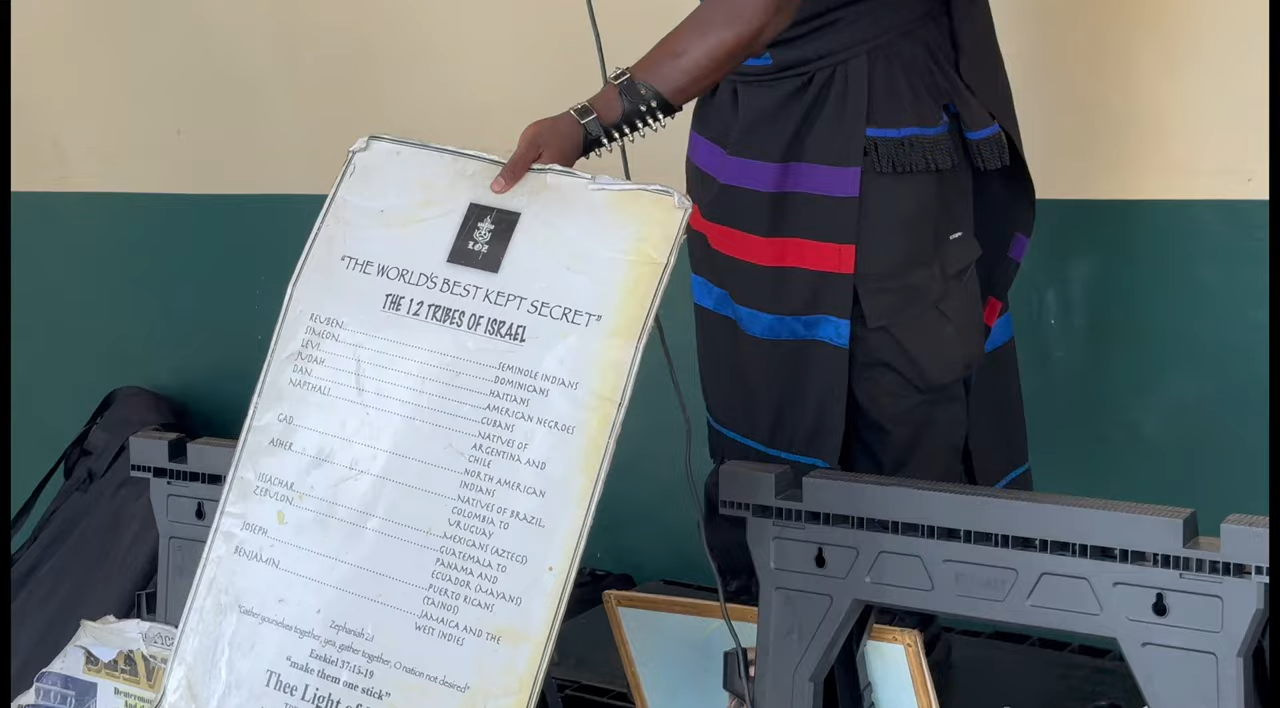 LOZ
"THE WORLD'S BEST KEPT SECRET"
THE 12 TRIBES OF ISRAEL
REUBEN..............................SEMINOLE INDIANS
SIMEON..............................DOMINICANS
LEVI..............................HAITIANS
JUDAH..............................AMERICAN NEGROES
DAN..............................CUBANS
NAPTHALI..............................NATIVES OF
ARGENTINA AND
CHILE
GAD..............................NORTH AMERICAN
INDIANS
ASHER..............................NATIVES OF BRAZIL,
COLOMBIA TO
URUGUAY
ISSACHAR..............................MEXICANS (AZTECS)
ZEBULON..............................GUATEMALA TO
PANAMA AND
ECUADOR (MAYANS)
JOSEPH..............................PUERTO RICANS
(TAINOS)
BENJAMIN..............................JAMAICA AND THE
WEST INDIES
Zephaniah 2:1
"Gather yourselves together, yea, gather together, O nation not desired"
Ezekiel 37:15-19
"make them one stick"
Thee Light of